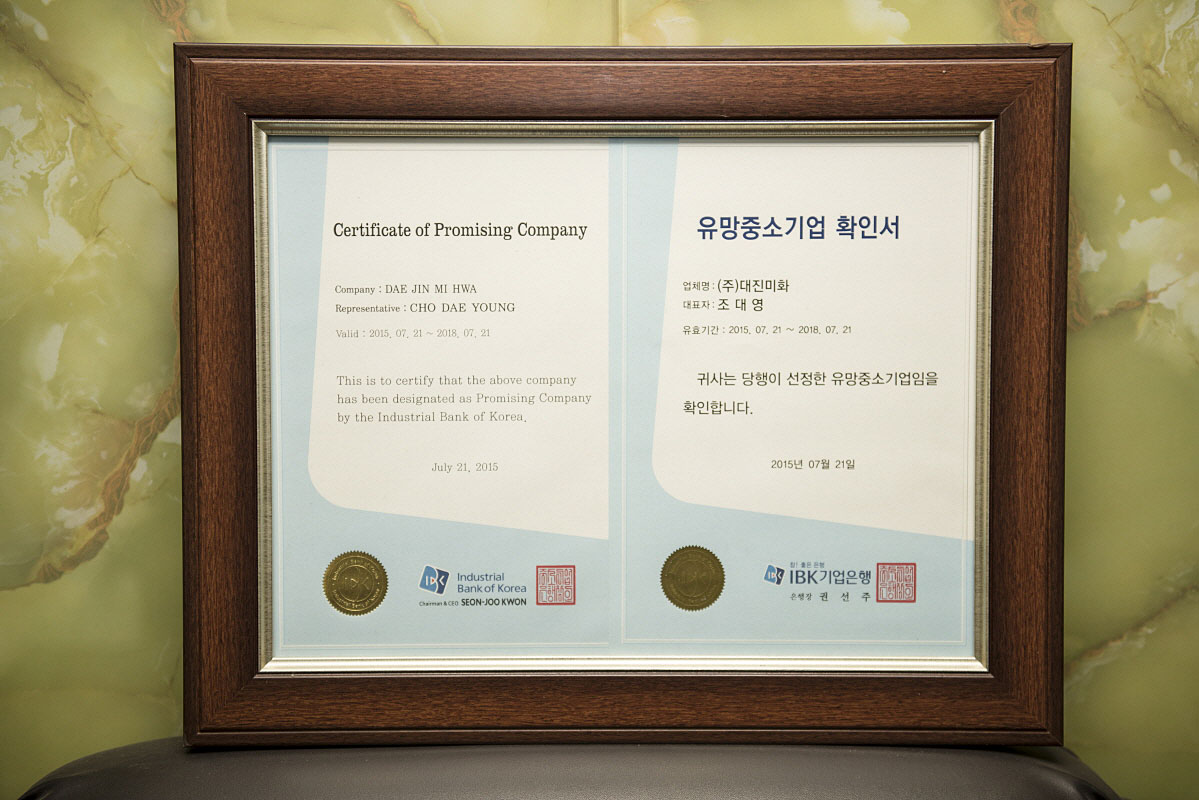 Certificate of Promising Company
Company : DAE JIN MI HWA
Representative : CHO DAE YOUNG
Valid : 2015. 07. 21 ~ 2018. 07. 21
This is to certify that the above company
has been designated as Promising Company
by the Industrial Bank of Korea.
July 21, 2015
IBK
Industrial
Bank of Korea
Chairman & CEO SEON-JOO KWON
유망중소기업 확인서
업체명 : (주)대진미화
대표자 : 조 대 영
유효기간 : 2015. 07. 21 ~ 2018. 07. 21
귀사는 당행이 선정한 유망중소기업임을
확인합니다.
2015년 07월 21일
참! 좋은 은행
IBK기업은행
은행장 권 선 주